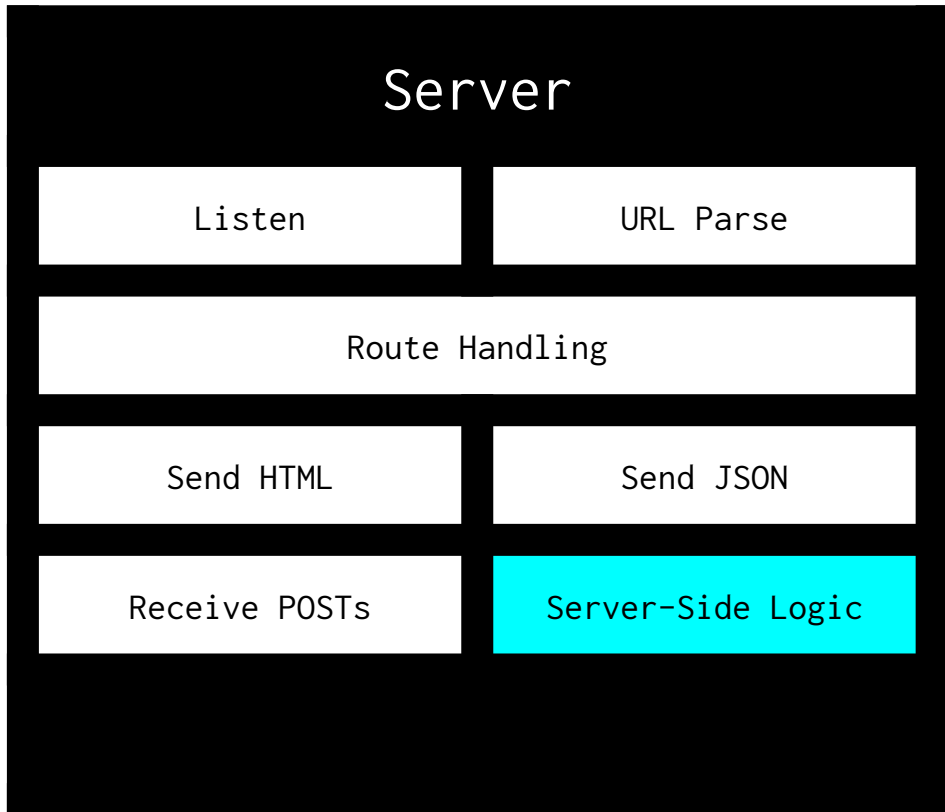 Server
Listen
URL Parse
Route Handling
Send HTML
Send JSON
Receive POSTs
Server-Side Logic